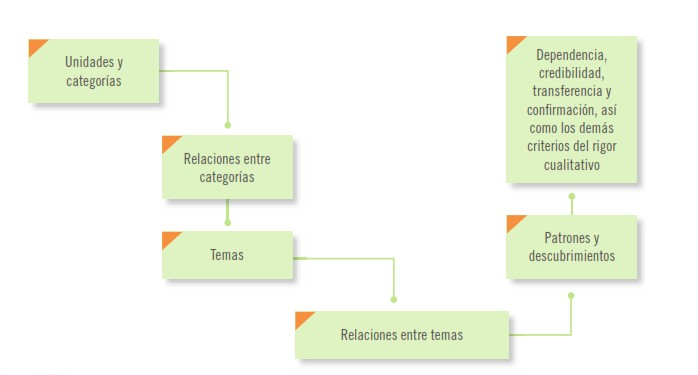 Unidades y
categorías
Relaciones entre
categorías
Temas
Relaciones entre temas
Patrones y
descubrimientos
Dependencia,
credibilidad,
transferencia y
confirmación, así
como los demás
criterios del rigor
cualitativo